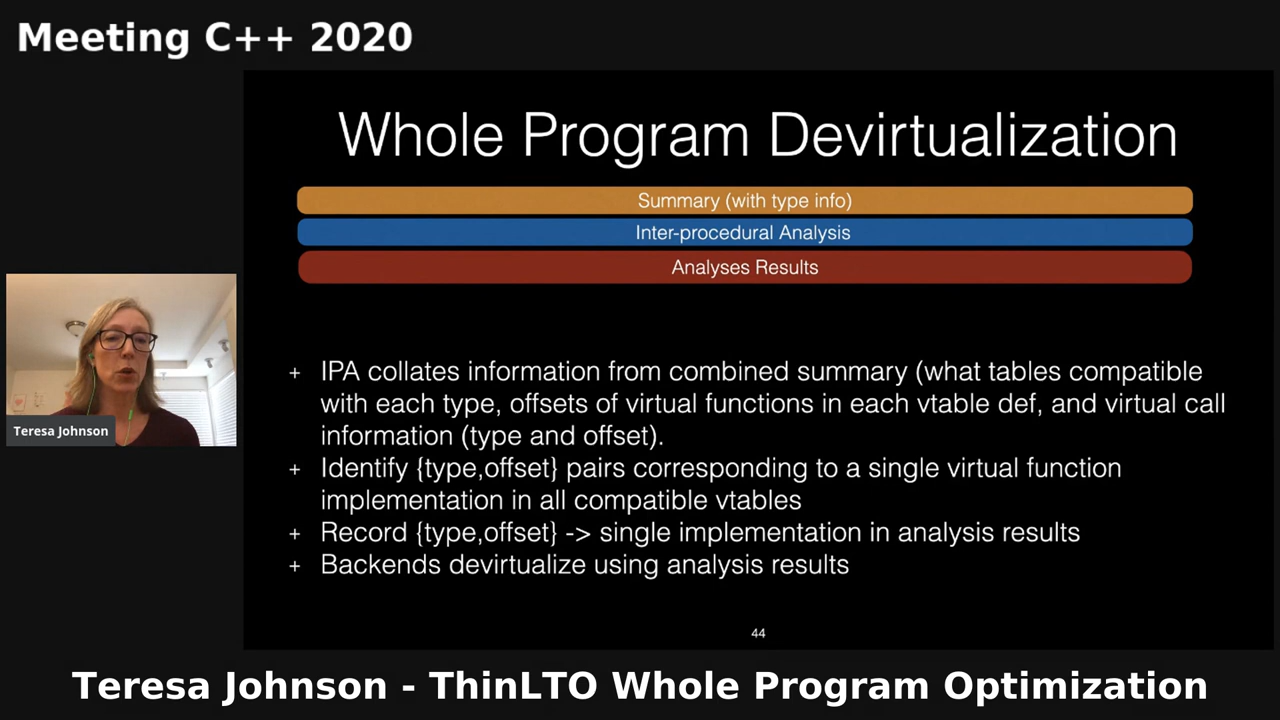 Meeting C++ 2020
Whole Program Devirtualization
Summary (with type info)
Inter-procedural Analysis
Analyses Results
+ IPA collates information from combined summary (what tables compatible
with each type, offsets of virtual functions in each vtable def, and virtual call
information (type and offset).
+ Identify {type,offset} pairs corresponding to a single virtual function
implementation in all compatible vtables
+ Record {type,offset} -> single implementation in analysis results
+ Backends devirtualize using analysis results
44
Teresa Johnson
Teresa Johnson - ThinLTO Whole Program Optimization